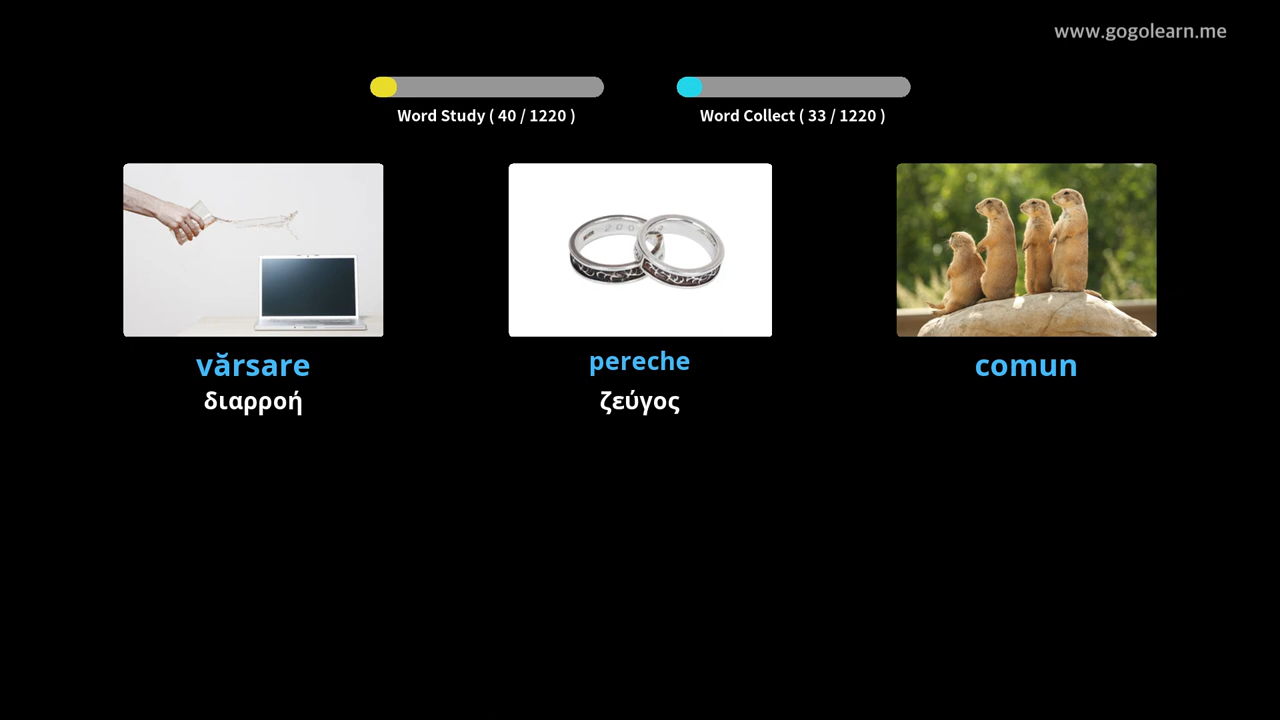 www.gogolearn.me
Word Study ( 40 / 1220 )
Word Collect ( 33 / 1220 )
vărsare
διαρροή
pereche
ζεύγος
comun